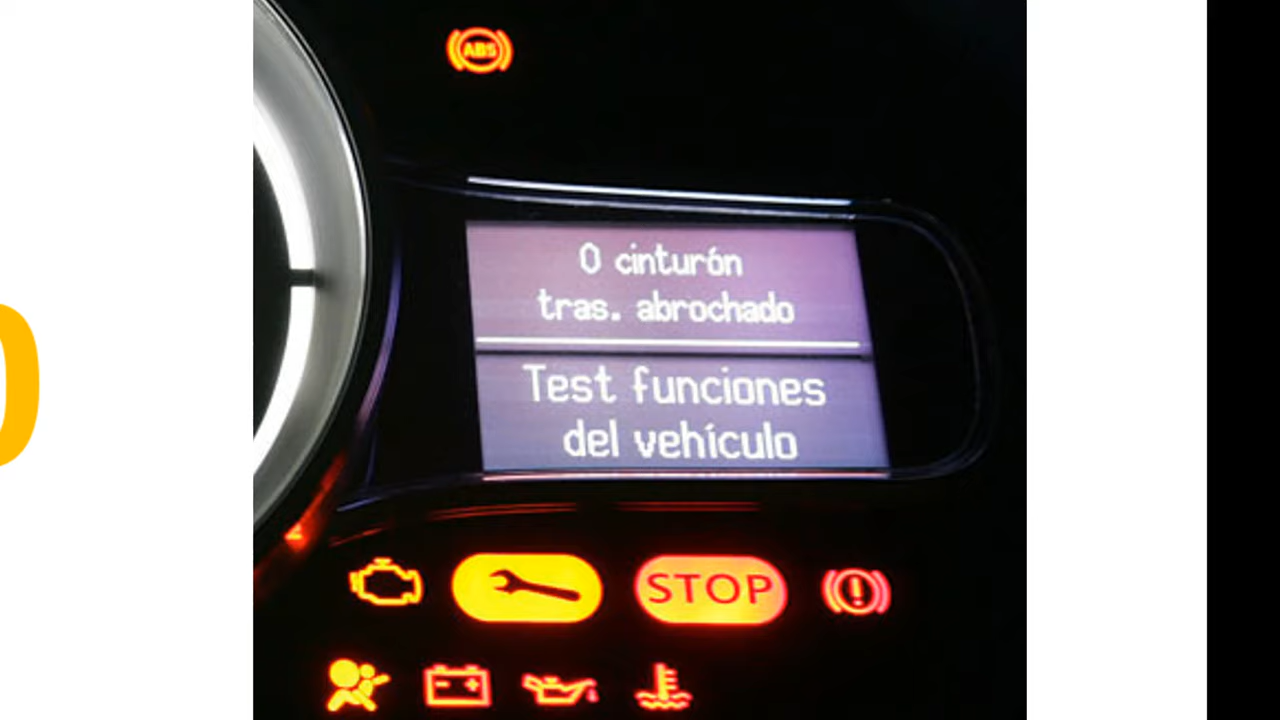 ABS
0 cinturón
tras. abrochado
Test funciones
del vehículo
STOP